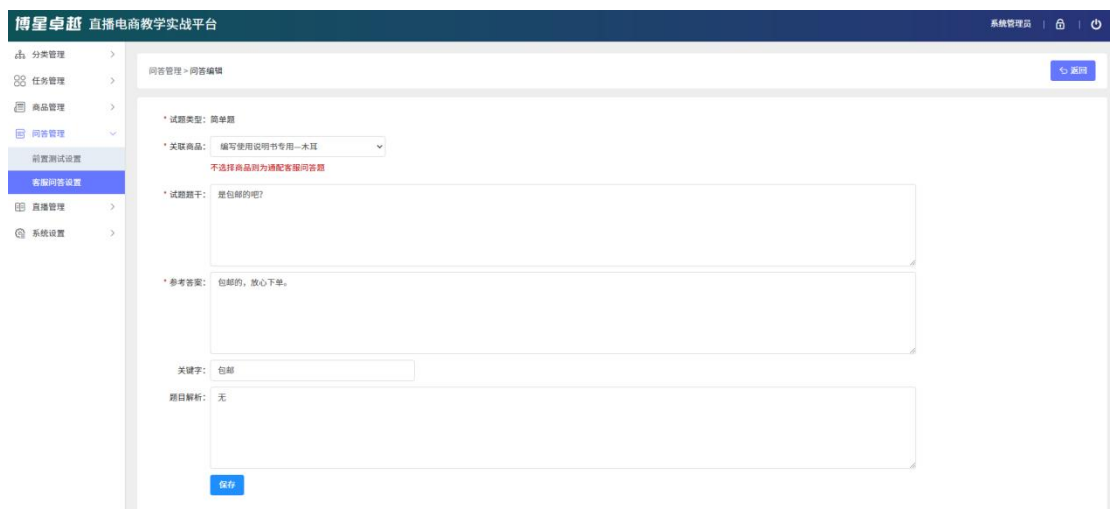 博星卓越 直播电商教学实战平台
系统管理员
分类管理
任务管理
商品管理
问答管理
前置测试设置
客服问答设置
直播管理
系统设置
问答管理>问答编辑
返回
* 试题类型: 简单题
* 关联商品: 编写使用说明书专用—木耳
不选择商品则为通配客服问答题
* 试题题干: 是包邮的吧?
* 参考答案: 包邮的,放心下单。
关键字: 包邮
题目解析: 无
保存